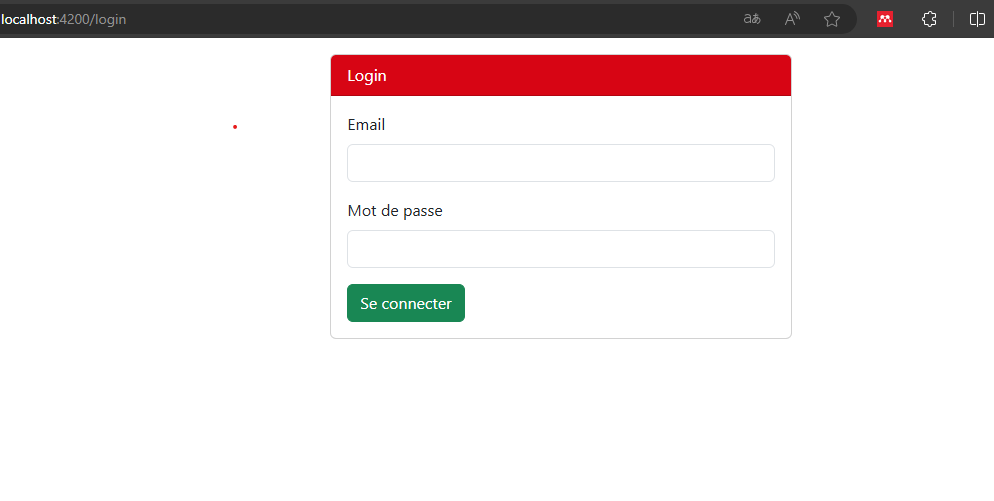 localhost:4200/login
Login
Email
Mot de passe
Se connecter